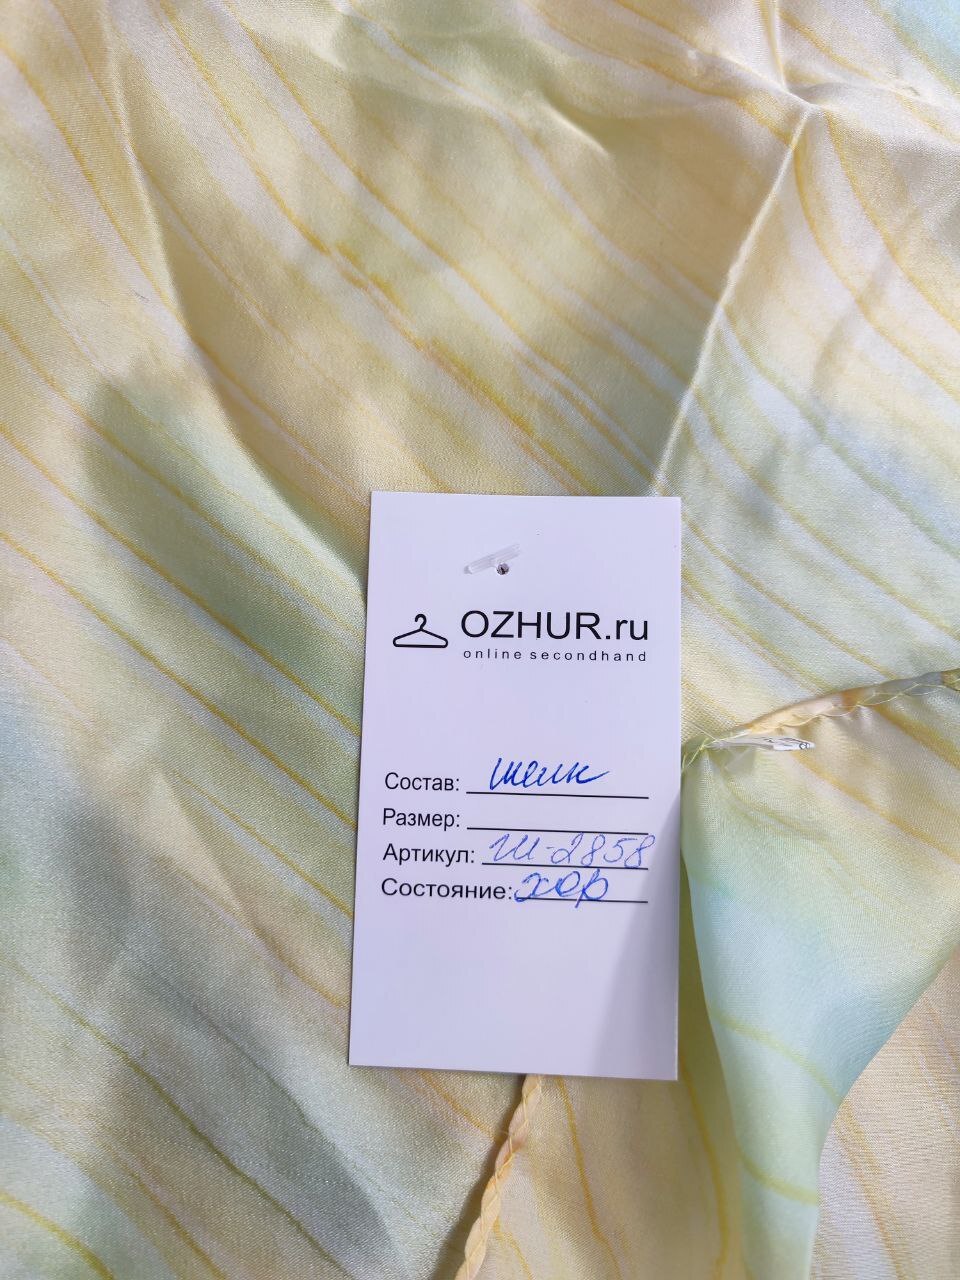 OZHUR.ru
online secondhand
Состав: шелк
Размер:
Артикул: Ш-2858
Состояние: хор